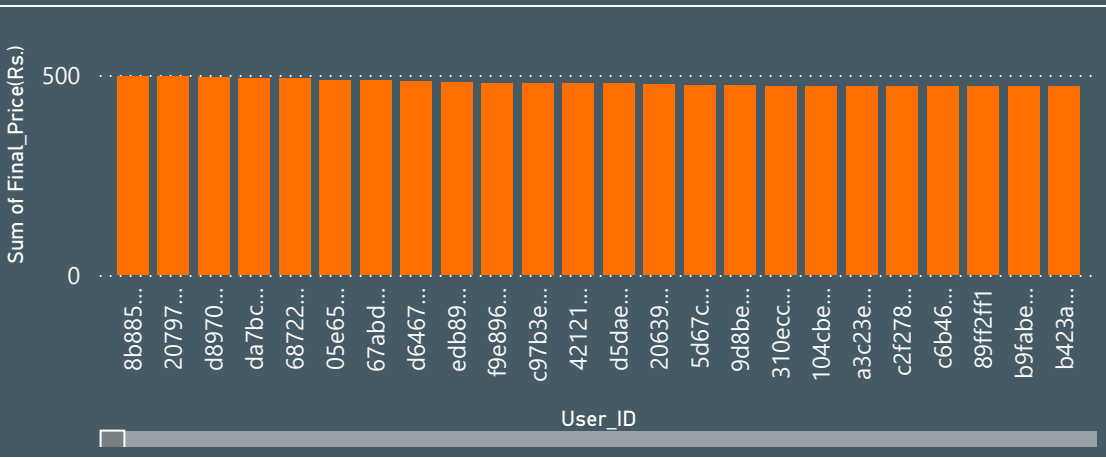 Sum of Final_Price(Rs.)
500
0
8b885...
20797...
d8970...
da7bc...
68722...
05e65...
67abd...
d6467...
edb89...
f9e896...
c97b3e...
42121...
d5dae...
20639...
5d67c...
9d8be...
310ecc...
104cbe...
a3c23e...
c2f278...
c6b46...
89ff2ff1
b9fabe...
b423a...
User_ID